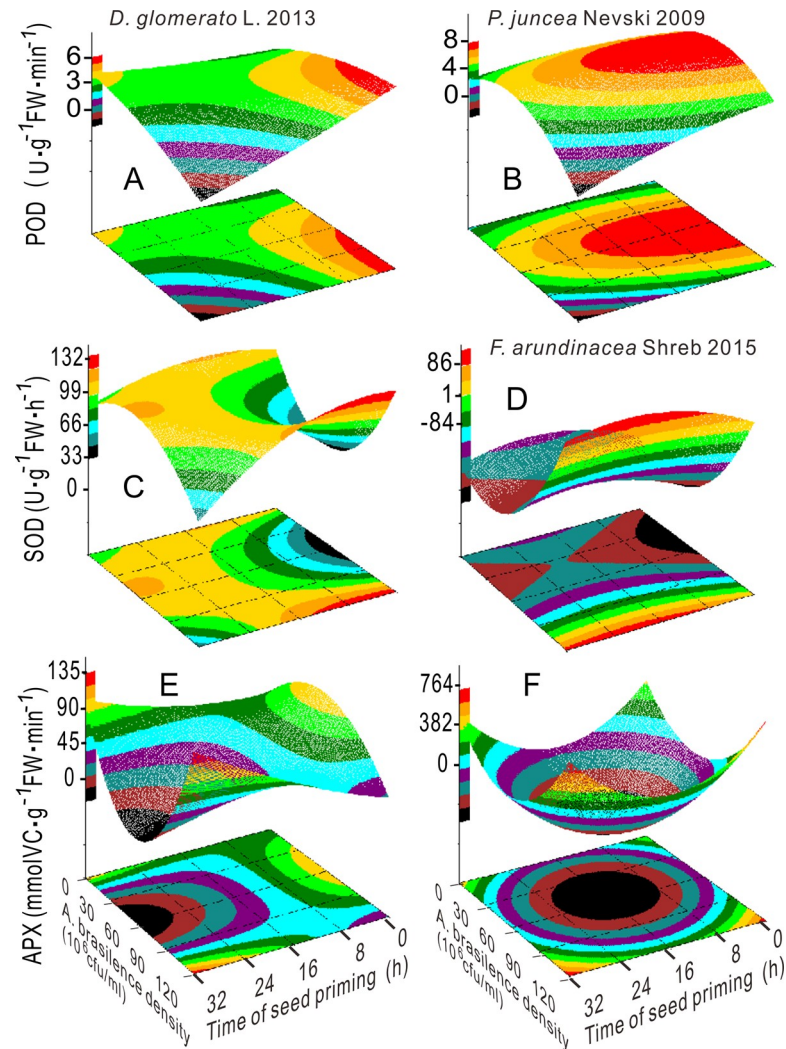 D. glomerato L. 2013
P. juncea Nevski 2009
POD ( U·g⁻¹FW·min⁻¹)
6
3
0
A
8
4
0
B
SOD (U·g⁻¹FW·h⁻¹)
132
99
66
33
0
C
F. arundinacea Shreb 2015
86
1
-84
D
APX (mmolVC·g⁻¹FW·min⁻¹)
135
90
45
0
E
764
382
0
F
0
30
60
90
120
A. brasilence density
(10⁶ cfu/ml)
32
24
16
8
0
Time of seed priming (h)
0
30
60
90
120
A. brasilence density
(10⁶ cfu/ml)
32
24
16
8
0
Time of seed priming (h)